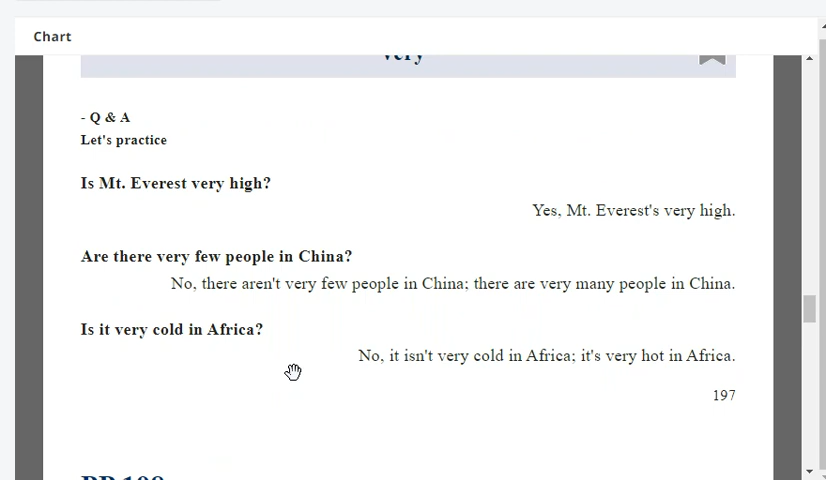 Chart
very
- Q & A
Let's practice
Is Mt. Everest very high?
Yes, Mt. Everest's very high.
Are there very few people in China?
No, there aren't very few people in China; there are very many people in China.
Is it very cold in Africa?
No, it isn't very cold in Africa; it's very hot in Africa.
197